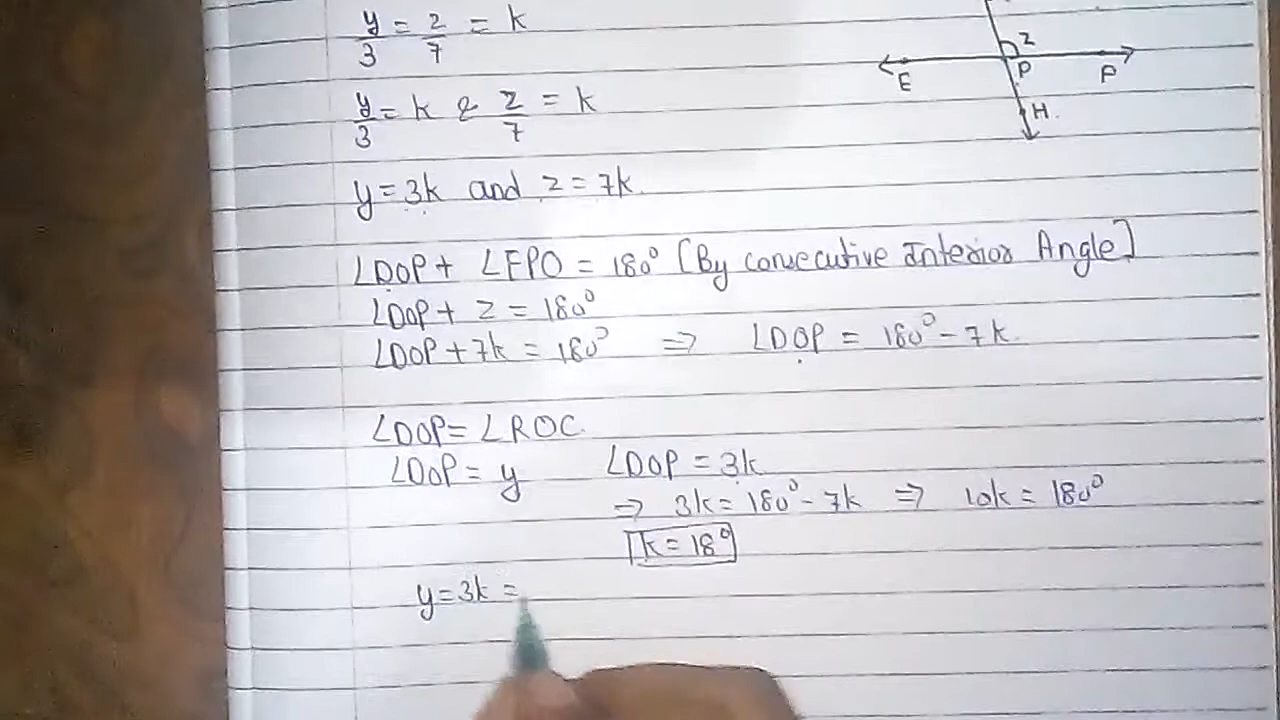 y/3 = z/7 = k
z
E P F
H.
y/3 = k & z/7 = k
y = 3k and z = 7k.
∠DOP + ∠FPO = 180° [By consecutive Interior Angle]
∠DOP + z = 180°
∠DOP + 7k = 180° ⇒ ∠DOP = 180° - 7k.
∠DOP = ∠ROC.
∠DOP = y ∠DOP = 3k
⇒ 3k = 180° - 7k ⇒ 10k = 180°
k = 18°
y = 3k =